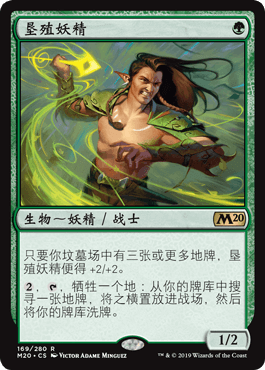 垦殖妖精
生物～妖精 / 战士
M20
只要你坟墓场中有三张或更多地牌，垦
殖妖精便得 +2/+2。
2，，牺牲一个地：从你的牌库中搜
寻一张地牌，将之横置放进战场，然后
将你的牌库洗牌。
1/2
169/280 R
M20 • CS VICTOR ADAME MINGUEZ
™ & © 2019 Wizards of the Coast